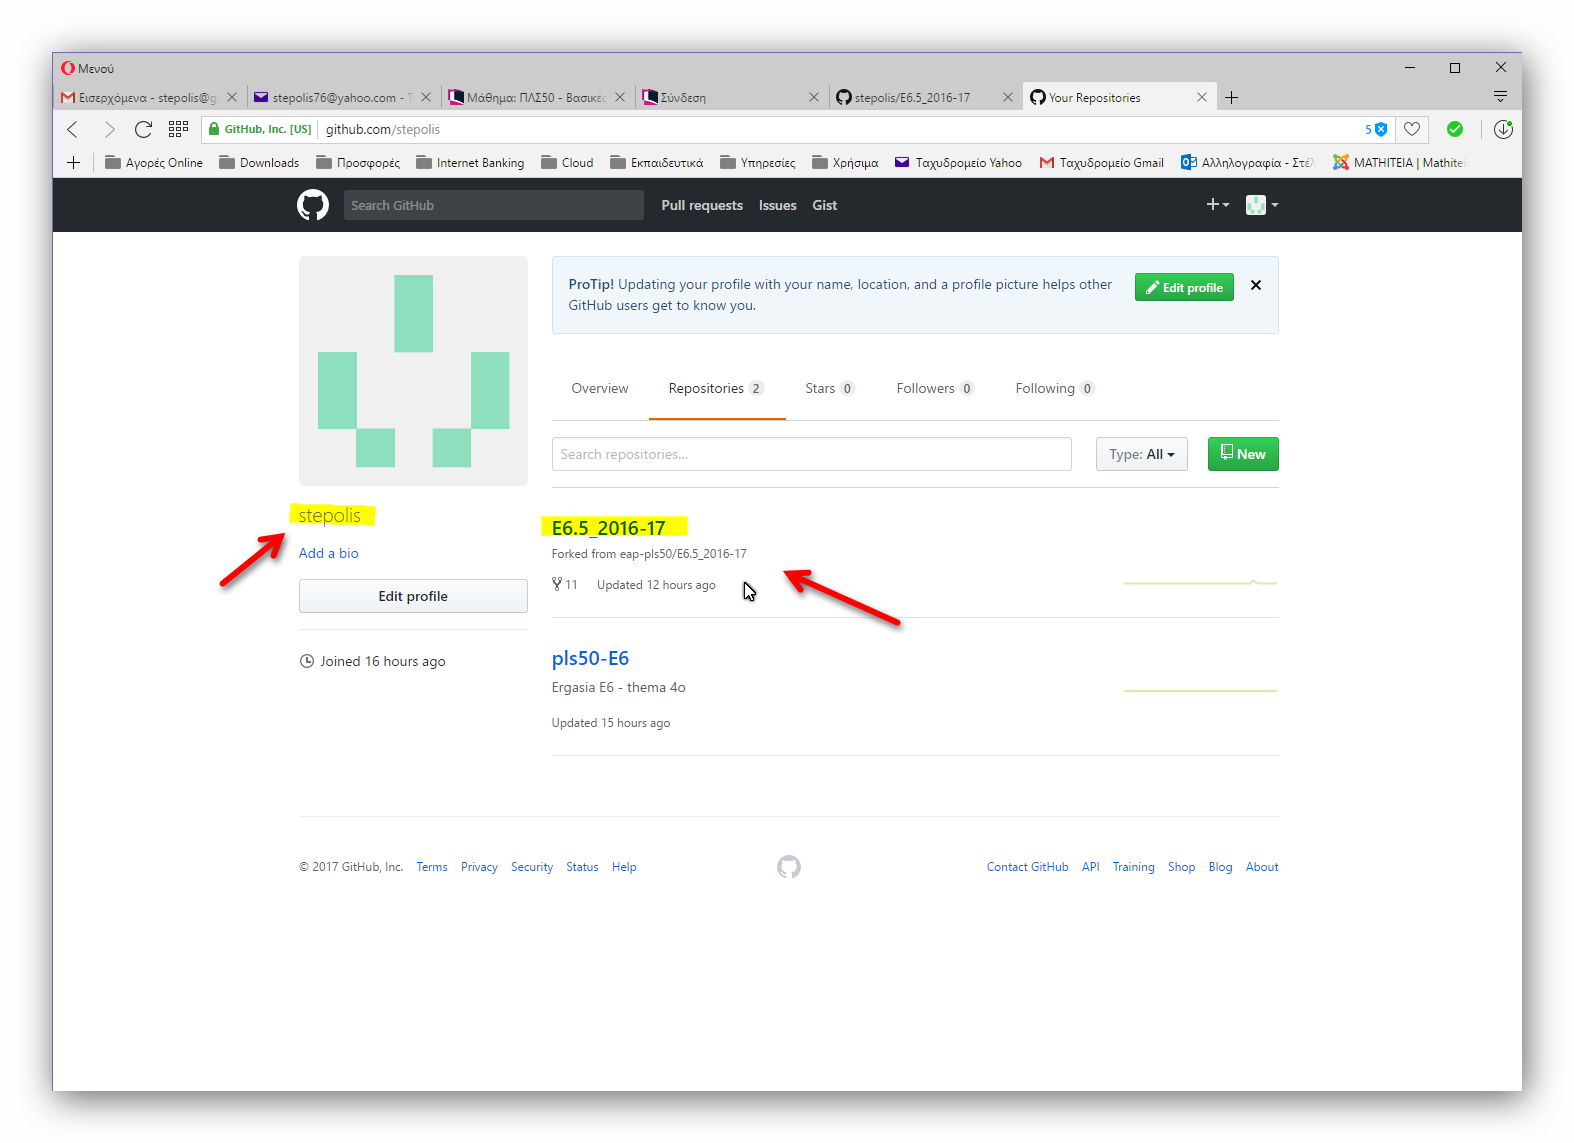 Μενού
Εισερχόμενα - stepolis@g
stepolis76@yahoo.com - T
Μάθημα: ΠΛΣ50 - Βασικές
Σύνδεση
stepolis/E6.5_2016-17
Your Repositories
GitHub, Inc. [US]
github.com/stepolis
5
Αγορές Online
Downloads
Προσφορές
Internet Banking
Cloud
Εκπαιδευτικά
Υπηρεσίες
Χρήσιμα
Ταχυδρομείο Yahoo
Ταχυδρομείο Gmail
Αλληλογραφία - Στέλ
MATHITEIA | Mathitei
Search GitHub
Pull requests
Issues
Gist
ProTip! Updating your profile with your name, location, and a profile picture helps other
GitHub users get to know you.
Edit profile
Overview
Repositories 2
Stars 0
Followers 0
Following 0
Search repositories...
Type: All
New
stepolis
Add a bio
Edit profile
Joined 16 hours ago
E6.5_2016-17
Forked from eap-pls50/E6.5_2016-17
11 Updated 12 hours ago
pls50-E6
Ergasia E6 - thema 4o
Updated 15 hours ago
© 2017 GitHub, Inc. Terms Privacy Security Status Help
Contact GitHub API Training Shop Blog About